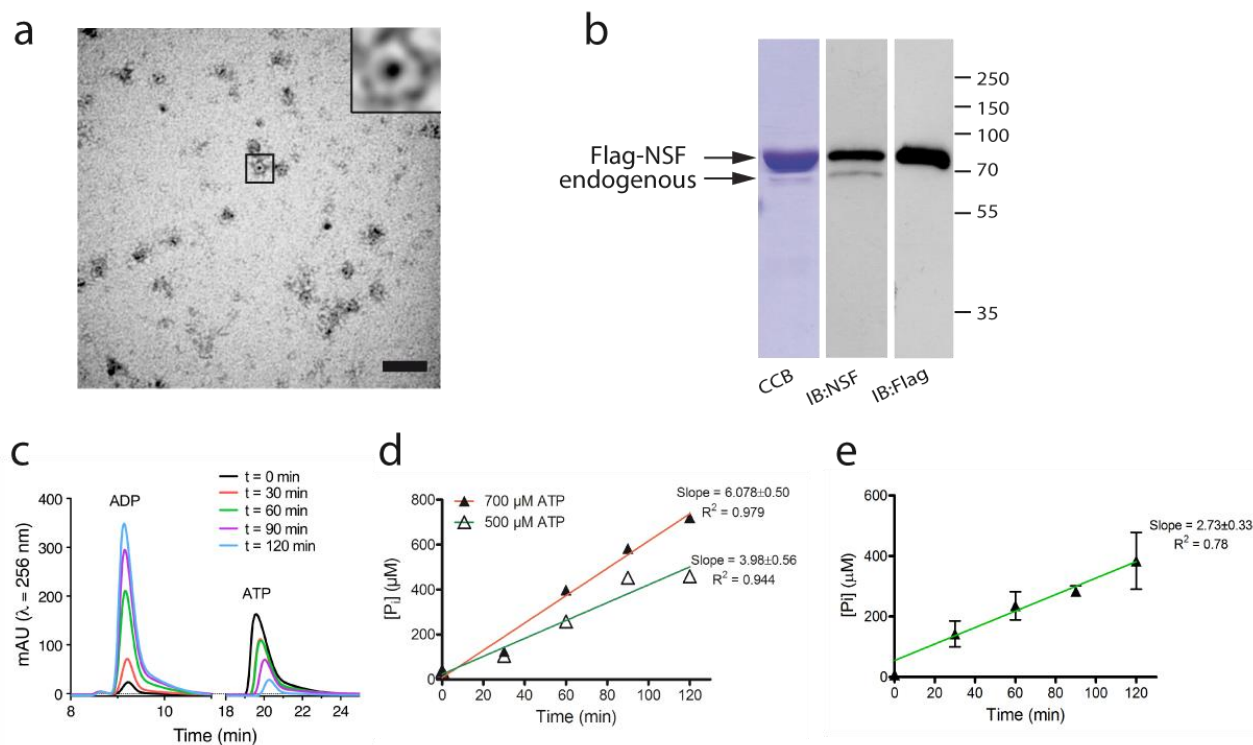 a
b
Flag-NSF
endogenous
250
150
100
70
55
35
CCB
IB:NSF
IB:Flag
c
400
300
200
100
0
mAU (λ = 256 nm)
ADP
ATP
t = 0 min
t = 30 min
t = 60 min
t = 90 min
t = 120 min
8 10 18 20 22 24
Time (min)
d
800
600
400
200
0
[Pi] (µM)
700 µM ATP
500 µM ATP
Slope = 6.078±0.50
R² = 0.979
Slope = 3.98±0.56
R² = 0.944
0 20 40 60 80 100 120
Time (min)
e
600
400
200
0
[Pi] (µM)
Slope = 2.73±0.33
R² = 0.78
0 20 40 60 80 100 120
Time (min)